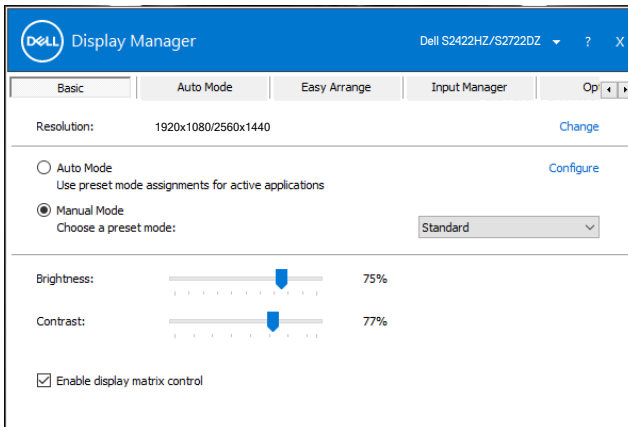 DELL Display Manager Dell S2422HZ/S2722DZ ? X
Basic Auto Mode Easy Arrange Input Manager Op
Resolution: 1920x1080/2560x1440 Change
Auto Mode Configure
Use preset mode assignments for active applications
Manual Mode
Choose a preset mode: Standard
Brightness: 75%
Contrast: 77%
Enable display matrix control